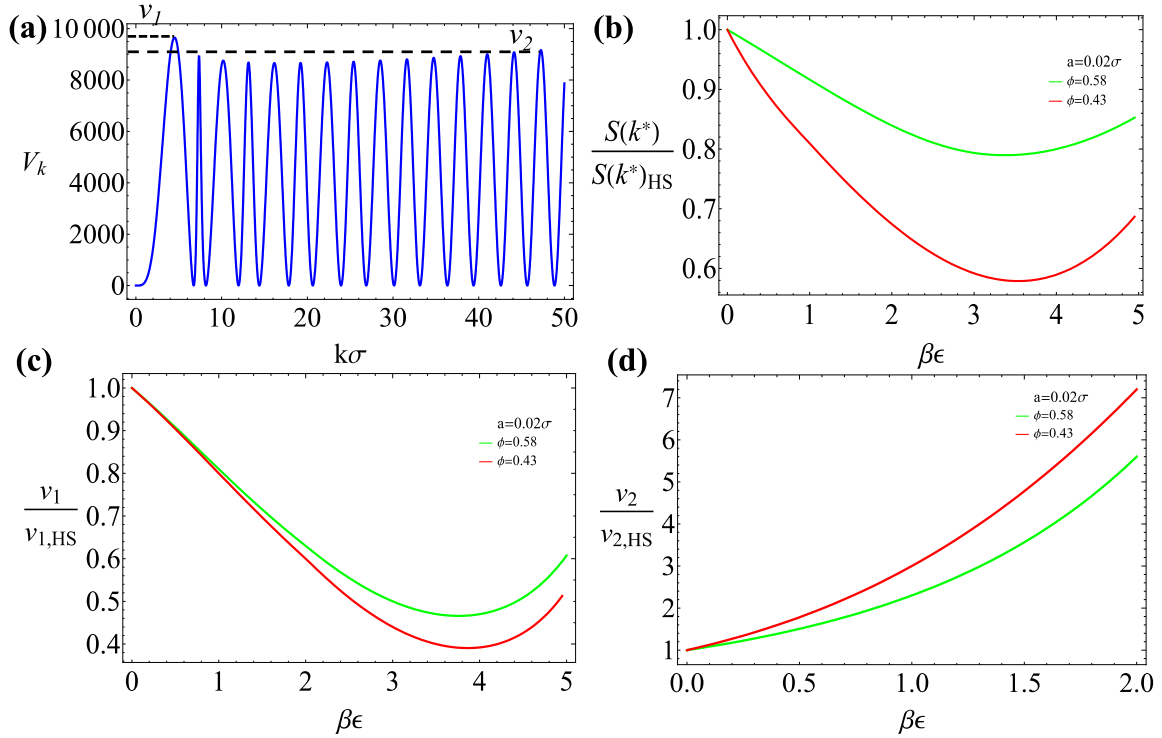 (a)
v1
v2
10 000
8000
6000
4000
2000
0
Vk
0 10 20 30 40 50
kσ
(b)
1.0
0.9
0.8
0.7
0.6
S(k*)
S(k*)HS
a=0.02σ
ϕ=0.58
ϕ=0.43
0 1 2 3 4 5
βϵ
(c)
1.0
0.9
0.8
0.7
0.6
0.5
0.4
v1
v1,HS
a=0.02σ
ϕ=0.58
ϕ=0.43
0 1 2 3 4 5
βϵ
(d)
7
6
5
4
3
2
1
v2
v2,HS
a=0.02σ
ϕ=0.58
ϕ=0.43
0.0 0.5 1.0 1.5 2.0
βϵ